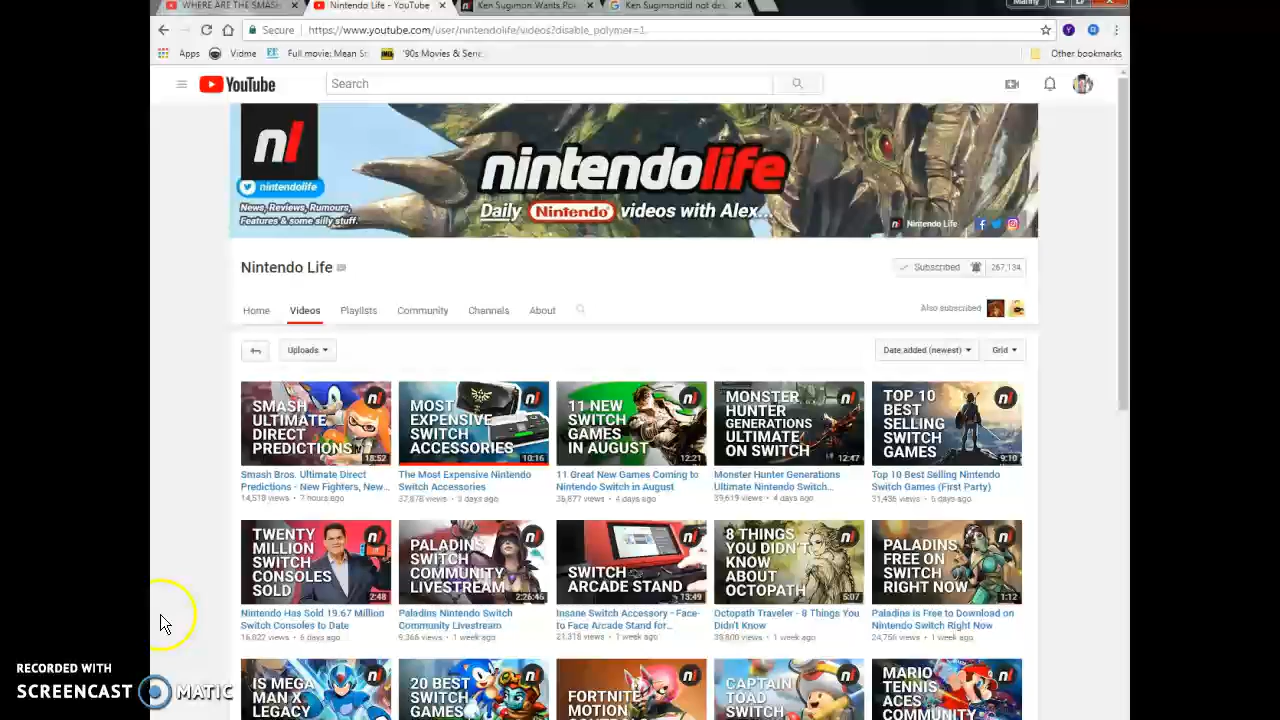 WHERE ARE THE SMASH
Nintendo Life - YouTube
Ken Sugimori Wants Po
Manny
Secure
https://www.youtube.com/user/nintendolife/videos?disable_polymer=1
Apps
Vidme
Full movie: Mean S
'90s Movies & Sen
Other bookmarks
YouTube
Search
nl
nintendolife
Daily Nintendo videos with Alex...
nintendolife
News, Reviews, Rumours,
Features & some silly stuff.
Nintendo Life
Nintendo Life
Subscribed
267,134
Home
Videos
Playlists
Community
Channels
About
Also subscribed
Uploads
Date added (newest)
Grid
SMASH
ULTIMATE
DIRECT
PREDICTIONS
18:52
MOST
EXPENSIVE
SWITCH
ACCESSORIES
10:16
11 NEW
SWITCH
GAMES
IN AUGUST
12:21
MONSTER
HUNTER
GENERATIONS
ULTIMATE
ON SWITCH
12:47
TOP 10
BEST
SELLING
SWITCH
GAMES
9:10
Smash Bros. Ultimate Direct
Predictions - New Fighters, New...
14,518 views • 7 hours ago
The Most Expensive Nintendo
Switch Accessories
37,878 views • 3 days ago
11 Great New Games Coming to
Nintendo Switch in August
35,877 views • 4 days ago
Monster Hunter Generations
Ultimate Nintendo Switch...
39,619 views • 4 days ago
Top 10 Best Selling Nintendo
Switch Games (First Party)
31,436 views • 5 days ago
TWENTY
MILLION
SWITCH
CONSOLES
SOLD
2:48
PALADINS
SWITCH
COMMUNITY
LIVESTREAM
2:26:46
SWITCH
ARCADE STAND
13:49
8 THINGS
YOU DIDN'T
KNOW
ABOUT
OCTOPATH
5:07
PALADINS
FREE ON
SWITCH
RIGHT NOW
1:12
Nintendo Has Sold 19.67 Million
Switch Consoles to Date
16,022 views • 6 days ago
Paladins Nintendo Switch
Community Livestream
9,366 views • 1 week ago
Insane Switch Accessory - Face-
to Face Arcade Stand for...
21,318 views • 1 week ago
Octopath Traveler - 8 Things You
Didn't Know
38,800 views • 1 week ago
Paladins is Free to Download on
Nintendo Switch Right Now
24,756 views • 1 week ago
IS MEGA
MAN X
LEGACY
20 BEST
SWITCH
GAMES
FORTNITE
MOTION
CAPTAIN
TOAD
SWITCH
MARIO
TENNIS
ACES
COMMUNITY
RECORDED WITH
SCREENCAST MATIC